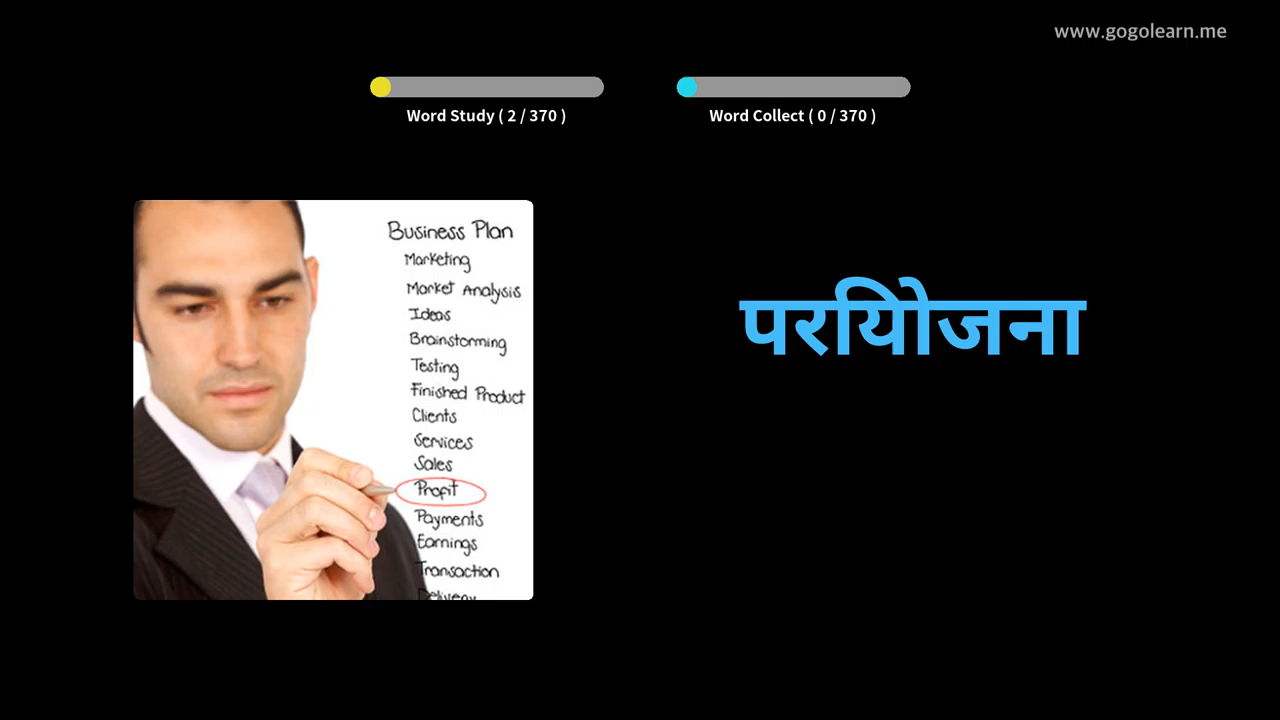 www.gogolearn.me
Word Study ( 2 / 370 )
Word Collect ( 0 / 370 )
Business Plan
Marketing
Market Analysis
Ideas
Brainstorming
Testing
Finished Product
Clients
Services
Sales
Profit
Payments
Earnings
Transaction
Delivery
परियोजना